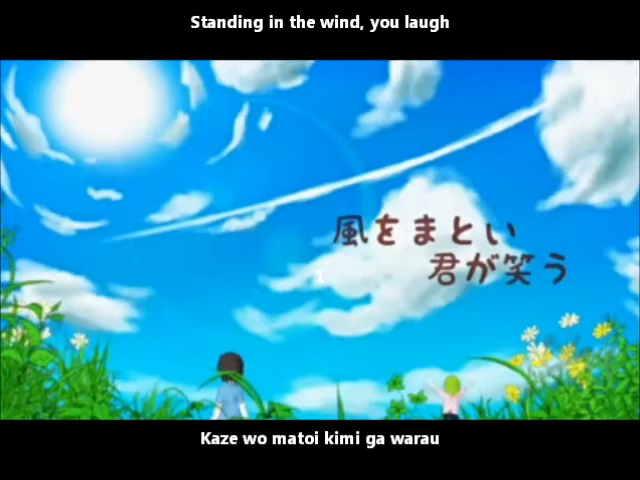 Standing in the wind, you laugh
風をまとい
君が笑う
Kaze wo matoi kimi ga warau